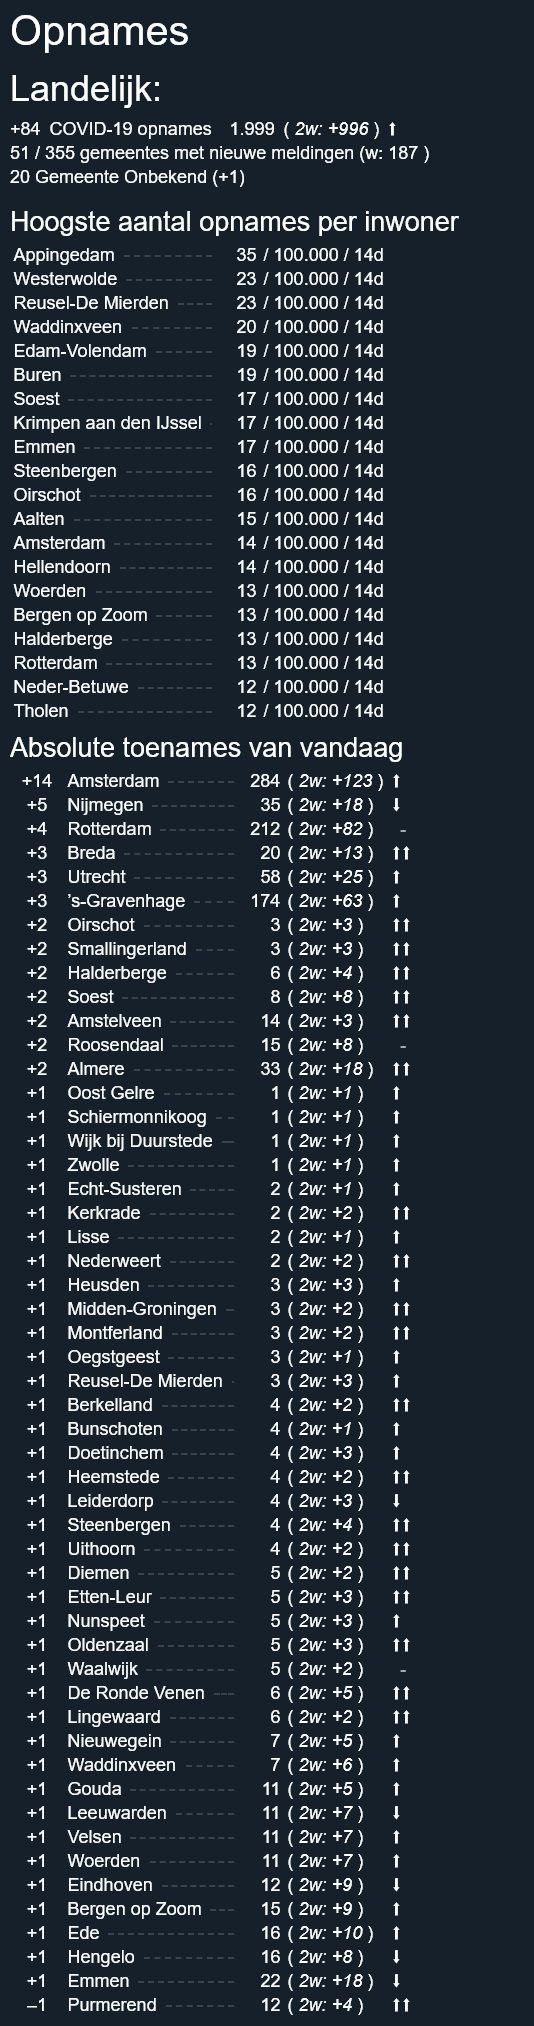 Opnames
Landelijk:
+84 COVID-19 opnames 1.999 ( 2w: +996 ) ⬆
51 / 355 gemeentes met nieuwe meldingen (w: 187 )
20 Gemeente Onbekend (+1)
Hoogste aantal opnames per inwoner
Appingedam ---------- 35 / 100.000 / 14d
Westerwolde ---------- 23 / 100.000 / 14d
Reusel-De Mierden ---- 23 / 100.000 / 14d
Waddinxveen --------- 20 / 100.000 / 14d
Edam-Volendam ------ 19 / 100.000 / 14d
Buren ---------------- 19 / 100.000 / 14d
Soest ---------------- 17 / 100.000 / 14d
Krimpen aan den IJssel - 17 / 100.000 / 14d
Emmen -------------- 17 / 100.000 / 14d
Steenbergen --------- 16 / 100.000 / 14d
Oirschot -------------- 16 / 100.000 / 14d
Aalten --------------- 15 / 100.000 / 14d
Amsterdam ----------- 14 / 100.000 / 14d
Hellendoorn ---------- 14 / 100.000 / 14d
Woerden ------------- 13 / 100.000 / 14d
Bergen op Zoom ------ 13 / 100.000 / 14d
Halderberge ---------- 13 / 100.000 / 14d
Rotterdam ------------ 13 / 100.000 / 14d
Neder-Betuwe -------- 12 / 100.000 / 14d
Tholen --------------- 12 / 100.000 / 14d
Absolute toenames van vandaag
+14 Amsterdam ------- 284 ( 2w: +123 ) ⬆
+5 Nijmegen --------- 35 ( 2w: +18 ) ⬇
+4 Rotterdam -------- 212 ( 2w: +82 ) -
+3 Breda ------------ 20 ( 2w: +13 ) ⬆⬆
+3 Utrecht ----------- 58 ( 2w: +25 ) ⬆
+3 's-Gravenhage ---- 174 ( 2w: +63 ) ⬆
+2 Oirschot ---------- 3 ( 2w: +3 ) ⬆⬆
+2 Smallingerland ---- 3 ( 2w: +3 ) ⬆⬆
+2 Halderberge ------ 6 ( 2w: +4 ) ⬆⬆
+2 Soest ------------ 8 ( 2w: +8 ) ⬆⬆
+2 Amstelveen ------- 14 ( 2w: +3 ) ⬆⬆
+2 Roosendaal ------- 15 ( 2w: +8 ) -
+2 Almere ----------- 33 ( 2w: +18 ) ⬆⬆
+1 Oost Gelre -------- 1 ( 2w: +1 ) ⬆
+1 Schiermonnikoog -- 1 ( 2w: +1 ) ⬆
+1 Wijk bij Duurstede -- 1 ( 2w: +1 ) ⬆
+1 Zwolle ------------ 1 ( 2w: +1 ) ⬆
+1 Echt-Susteren ----- 2 ( 2w: +1 ) ⬆
+1 Kerkrade ---------- 2 ( 2w: +2 ) ⬆⬆
+1 Lisse ------------- 2 ( 2w: +1 ) ⬆
+1 Nederweert ------- 2 ( 2w: +2 ) ⬆⬆
+1 Heusden --------- 3 ( 2w: +3 ) ⬆
+1 Midden-Groningen - 3 ( 2w: +2 ) ⬆⬆
+1 Montferland ------- 3 ( 2w: +2 ) ⬆⬆
+1 Oegstgeest ------- 3 ( 2w: +1 ) ⬆
+1 Reusel-De Mierden - 3 ( 2w: +3 ) ⬆
+1 Berkelland -------- 4 ( 2w: +2 ) ⬆⬆
+1 Bunschoten ------- 4 ( 2w: +1 ) ⬆
+1 Doetinchem ------- 4 ( 2w: +3 ) ⬆
+1 Heemstede ------- 4 ( 2w: +2 ) ⬆⬆
+1 Leiderdorp -------- 4 ( 2w: +3 ) ⬇
+1 Steenbergen ------ 4 ( 2w: +4 ) ⬆⬆
+1 Uithoorn ---------- 4 ( 2w: +2 ) ⬆⬆
+1 Diemen ----------- 5 ( 2w: +2 ) ⬆⬆
+1 Etten-Leur -------- 5 ( 2w: +3 ) ⬆⬆
+1 Nunspeet --------- 5 ( 2w: +3 ) ⬆
+1 Oldenzaal -------- 5 ( 2w: +3 ) ⬆⬆
+1 Waalwijk ---------- 5 ( 2w: +2 ) -
+1 De Ronde Venen --- 6 ( 2w: +5 ) ⬆⬆
+1 Lingewaard ------- 6 ( 2w: +2 ) ⬆⬆
+1 Nieuwegein ------- 7 ( 2w: +5 ) ⬆
+1 Waddinxveen ------ 7 ( 2w: +6 ) ⬆
+1 Gouda ----------- 11 ( 2w: +5 ) ⬆
+1 Leeuwarden ------ 11 ( 2w: +7 ) ⬇
+1 Velsen ----------- 11 ( 2w: +7 ) ⬆
+1 Woerden --------- 11 ( 2w: +7 ) ⬆
+1 Eindhoven -------- 12 ( 2w: +9 ) ⬇
+1 Bergen op Zoom --- 15 ( 2w: +9 ) ⬆
+1 Ede -------------- 16 ( 2w: +10 ) ⬆
+1 Hengelo ---------- 16 ( 2w: +8 ) ⬇
+1 Emmen ---------- 22 ( 2w: +18 ) ⬇
–1 Purmerend -------- 12 ( 2w: +4 ) ⬆⬆